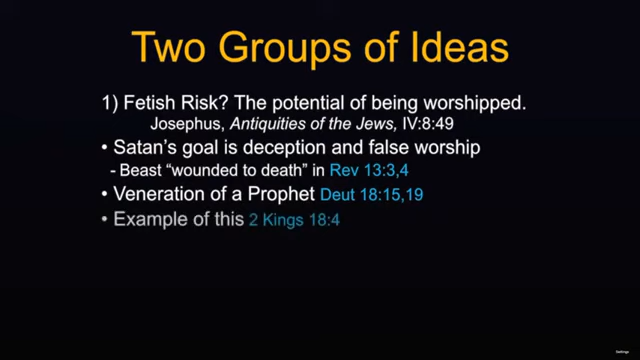 Two Groups of Ideas
1) Fetish Risk? The potential of being worshipped.
Josephus, Antiquities of the Jews, IV:8:49
• Satan's goal is deception and false worship
- Beast “wounded to death” in Rev 13:3,4
• Veneration of a Prophet Deut 18:15,19
• Example of this 2 Kings 18:4
Settings